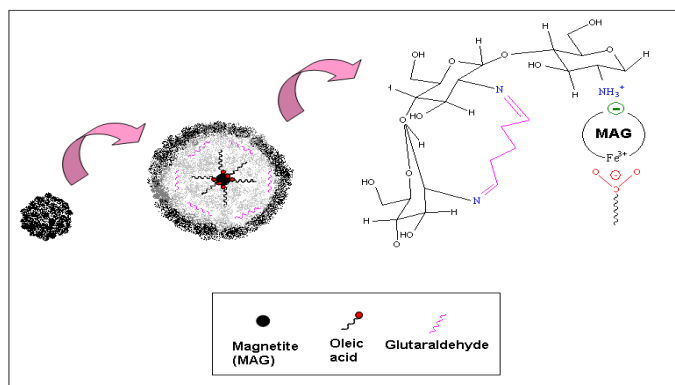 OH
H
O
O
OH
O
H
O
H
O
N
HO
NH₃⁺
H
O
HO
H
O
−
MAG
Fe³⁺
O
−
O
HO
O
H
N
HO
O
Magnetite
(MAG)
Oleic
acid
Glutaraldehyde